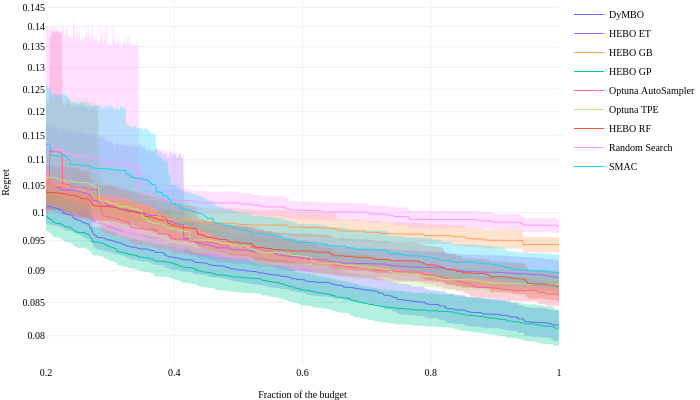 0.145
0.14
0.135
0.13
0.125
0.12
0.115
0.11
0.105
0.1
0.095
0.09
0.085
0.08
Regret
0.2
0.4
0.6
0.8
1
Fraction of the budget
DyMBO
HEBO ET
HEBO GB
HEBO GP
Optuna AutoSampler
Optuna TPE
HEBO RF
Random Search
SMAC